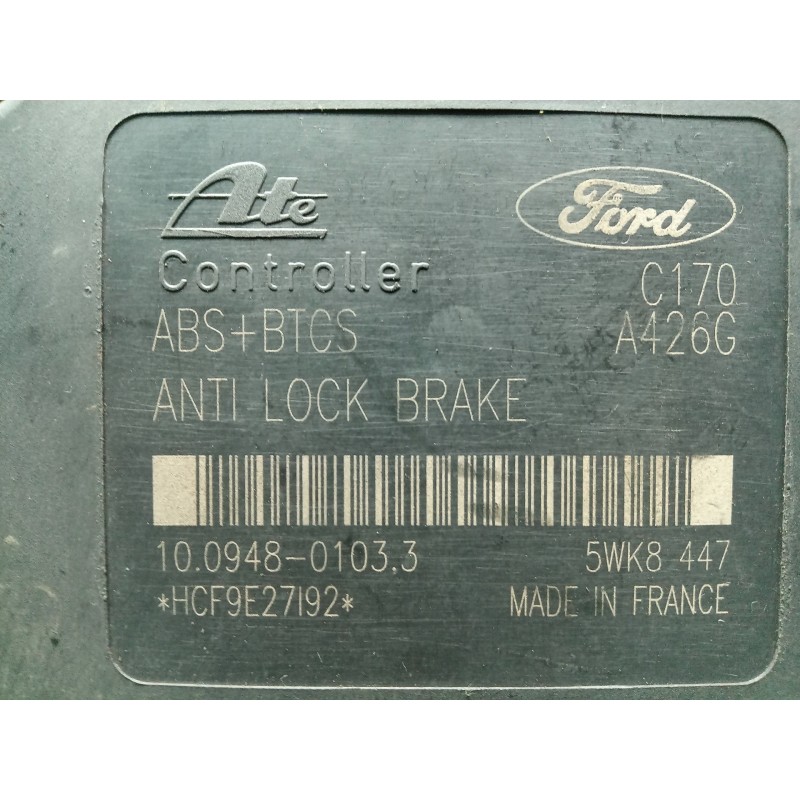 Ate Ford
Controller C170
ABS+BTCS A426G
ANTI LOCK BRAKE
10.0948-0103.3 5WK8 447
*HCF9E27I92* MADE IN FRANCE